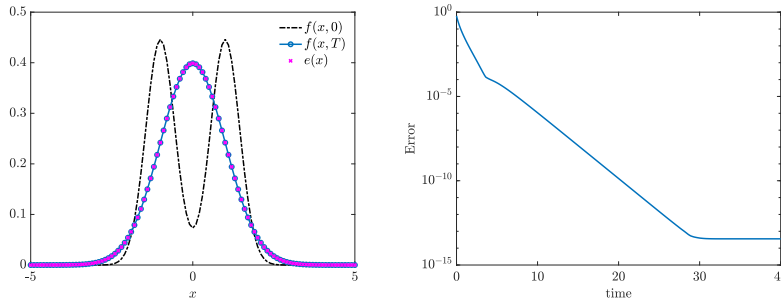 0.5
0.4
0.3
0.2
0.1
0
-5 0 5
x
f(x, 0)
f(x, T)
e(x)
10^0
10^-5
10^-10
10^-15
Error
0 10 20 30 4
time